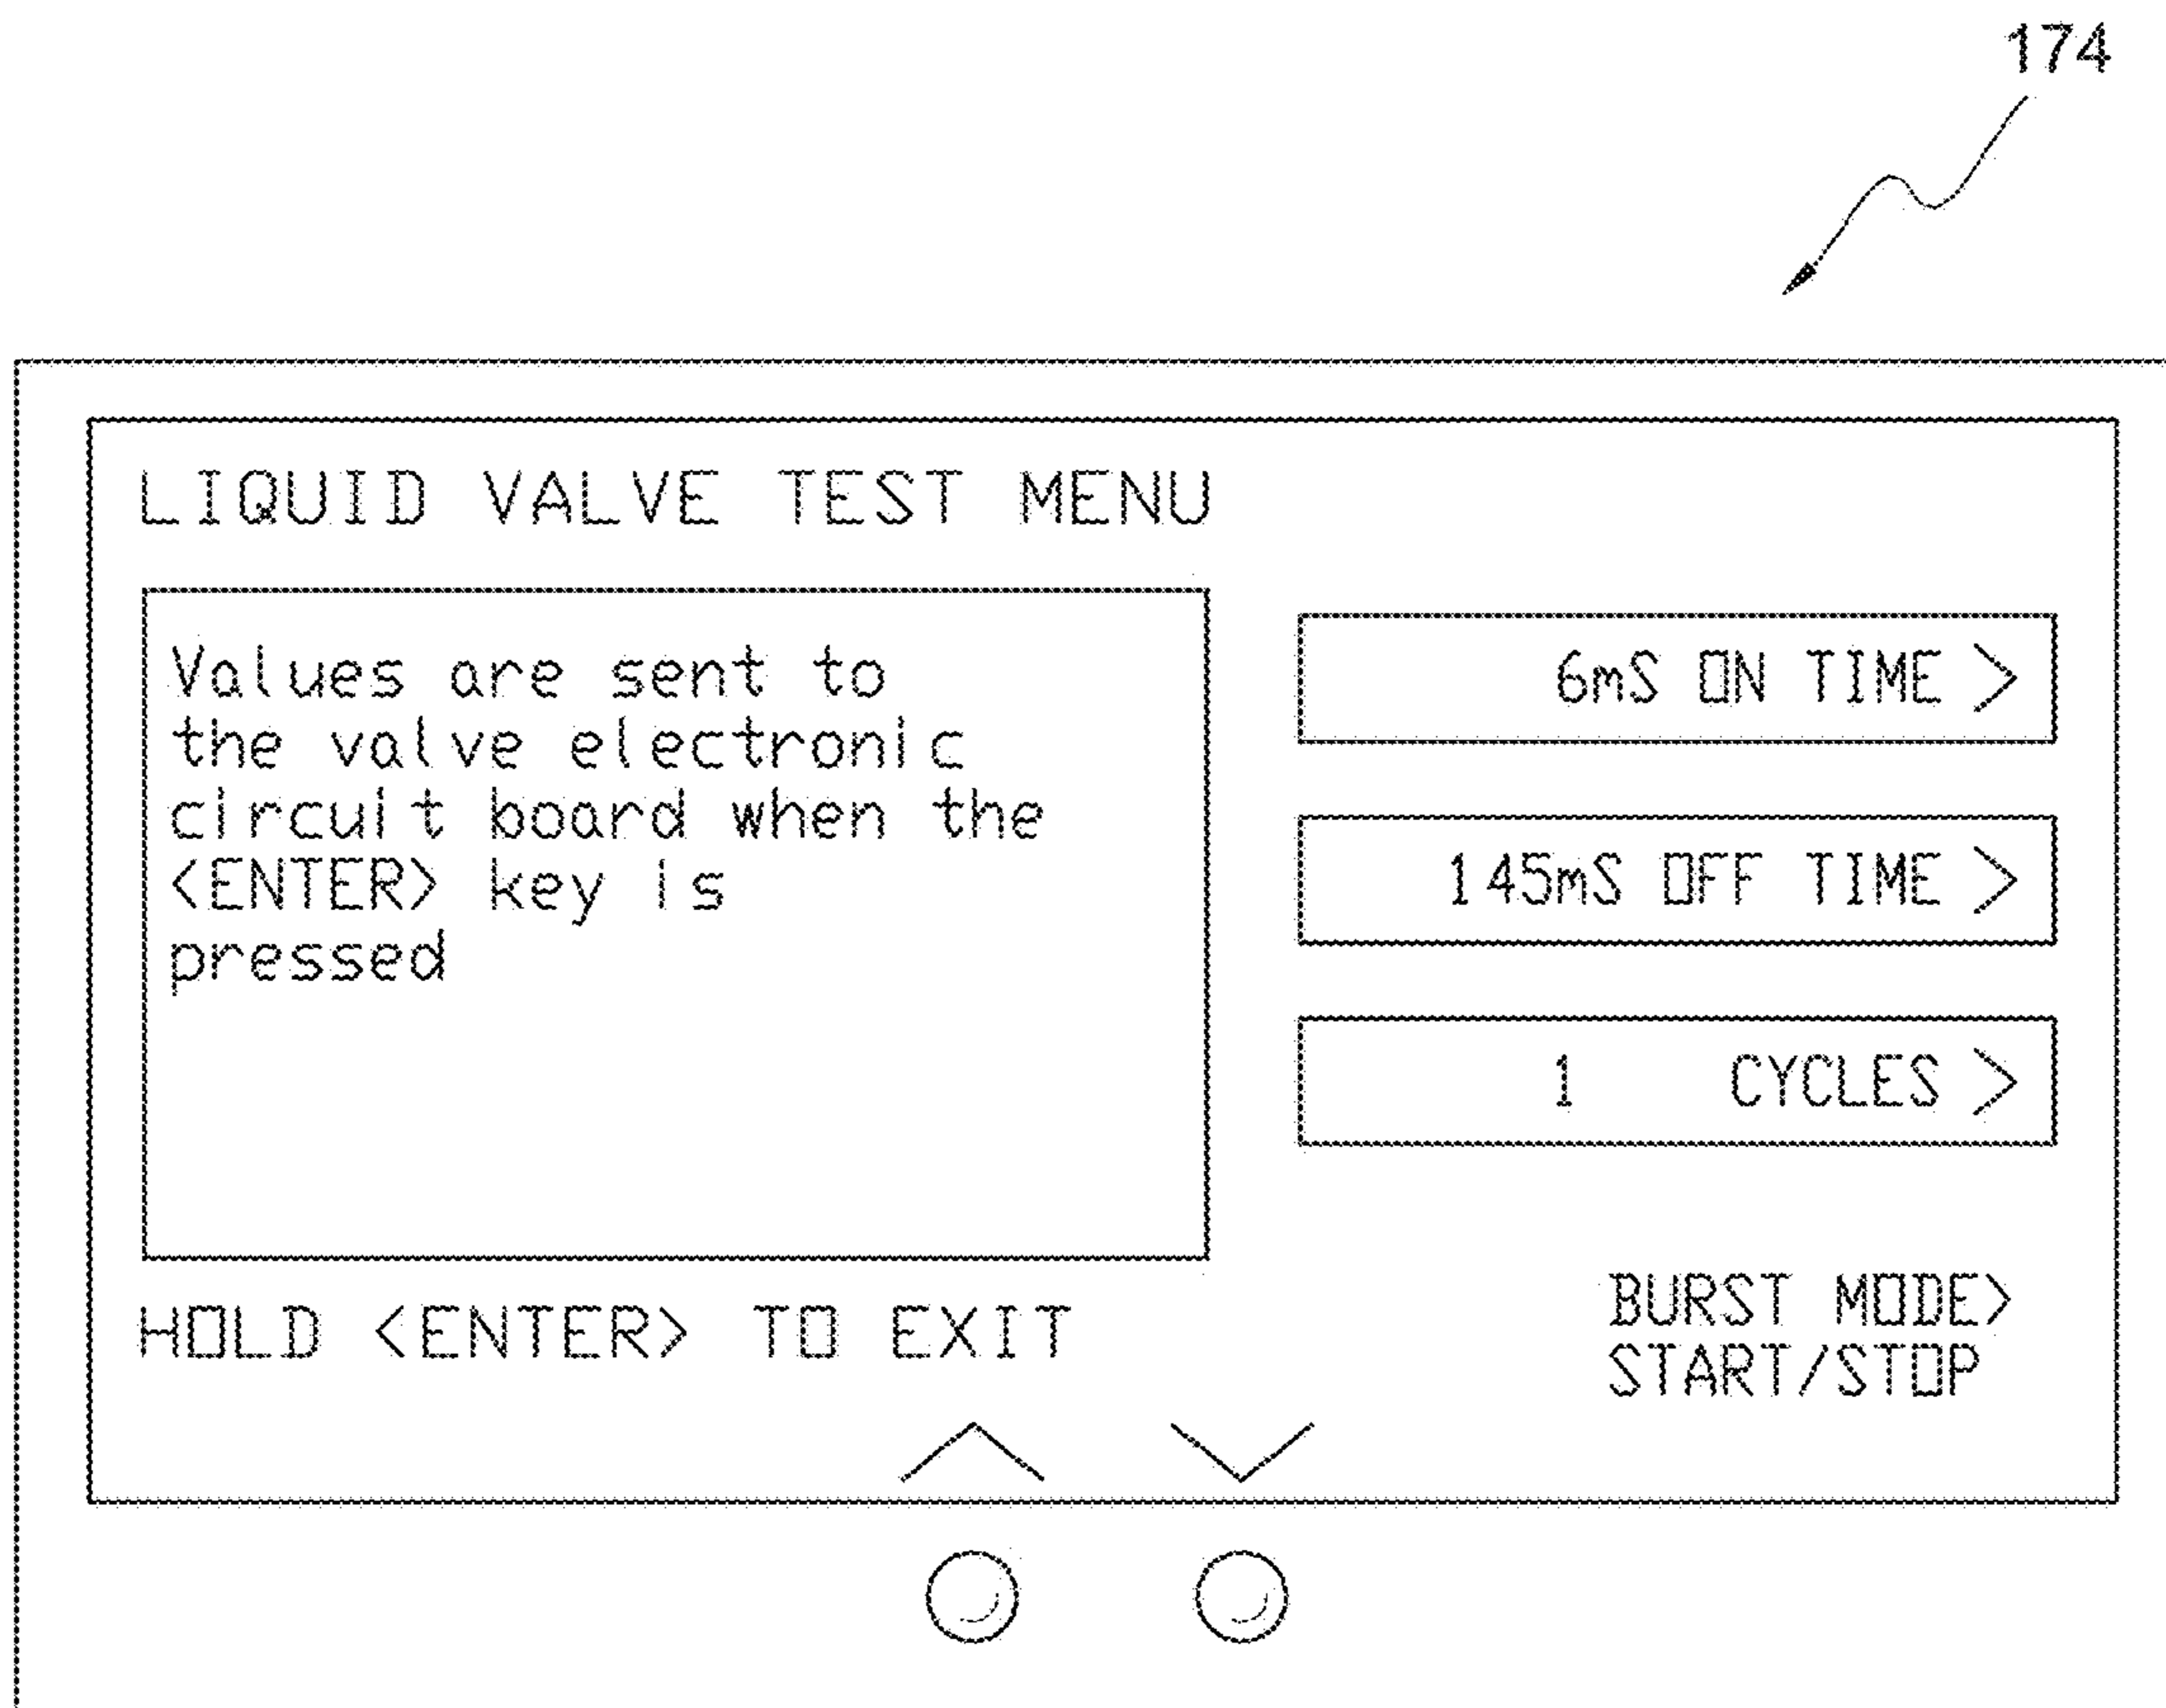 174
LIQUID VALVE TEST MENU
Values are sent to
the valve electronic
circuit board when the
<ENTER> key is
pressed
6mS ON TIME >
145mS OFF TIME >
1 CYCLES >
HOLD <ENTER> TO EXIT
BURST MODE>
START/STOP